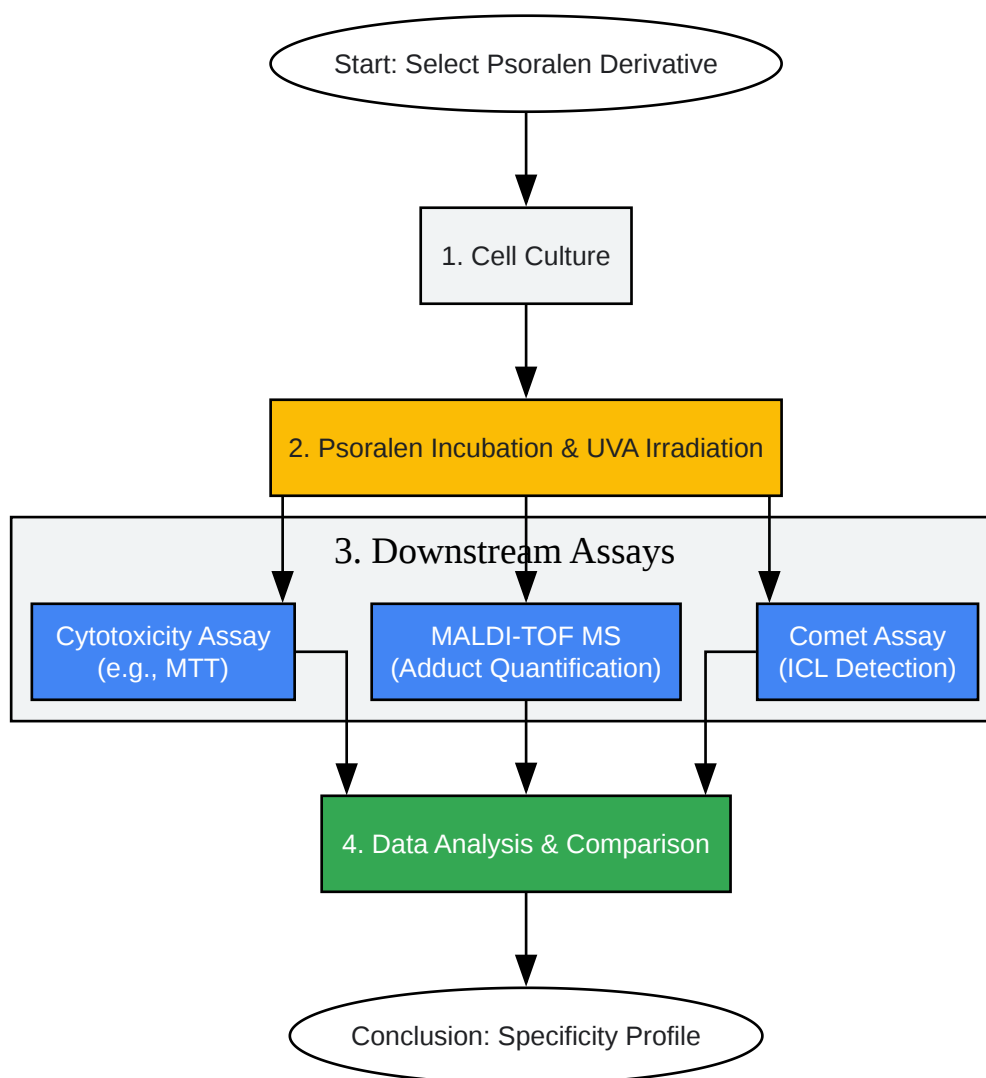 Start: Select Psoralen Derivative
1. Cell Culture
2. Psoralen Incubation & UVA Irradiation
3. Downstream Assays
Cytotoxicity Assay
(e.g., MTT)
MALDI-TOF MS
(Adduct Quantification)
Comet Assay
(ICL Detection)
4. Data Analysis & Comparison
Conclusion: Specificity Profile